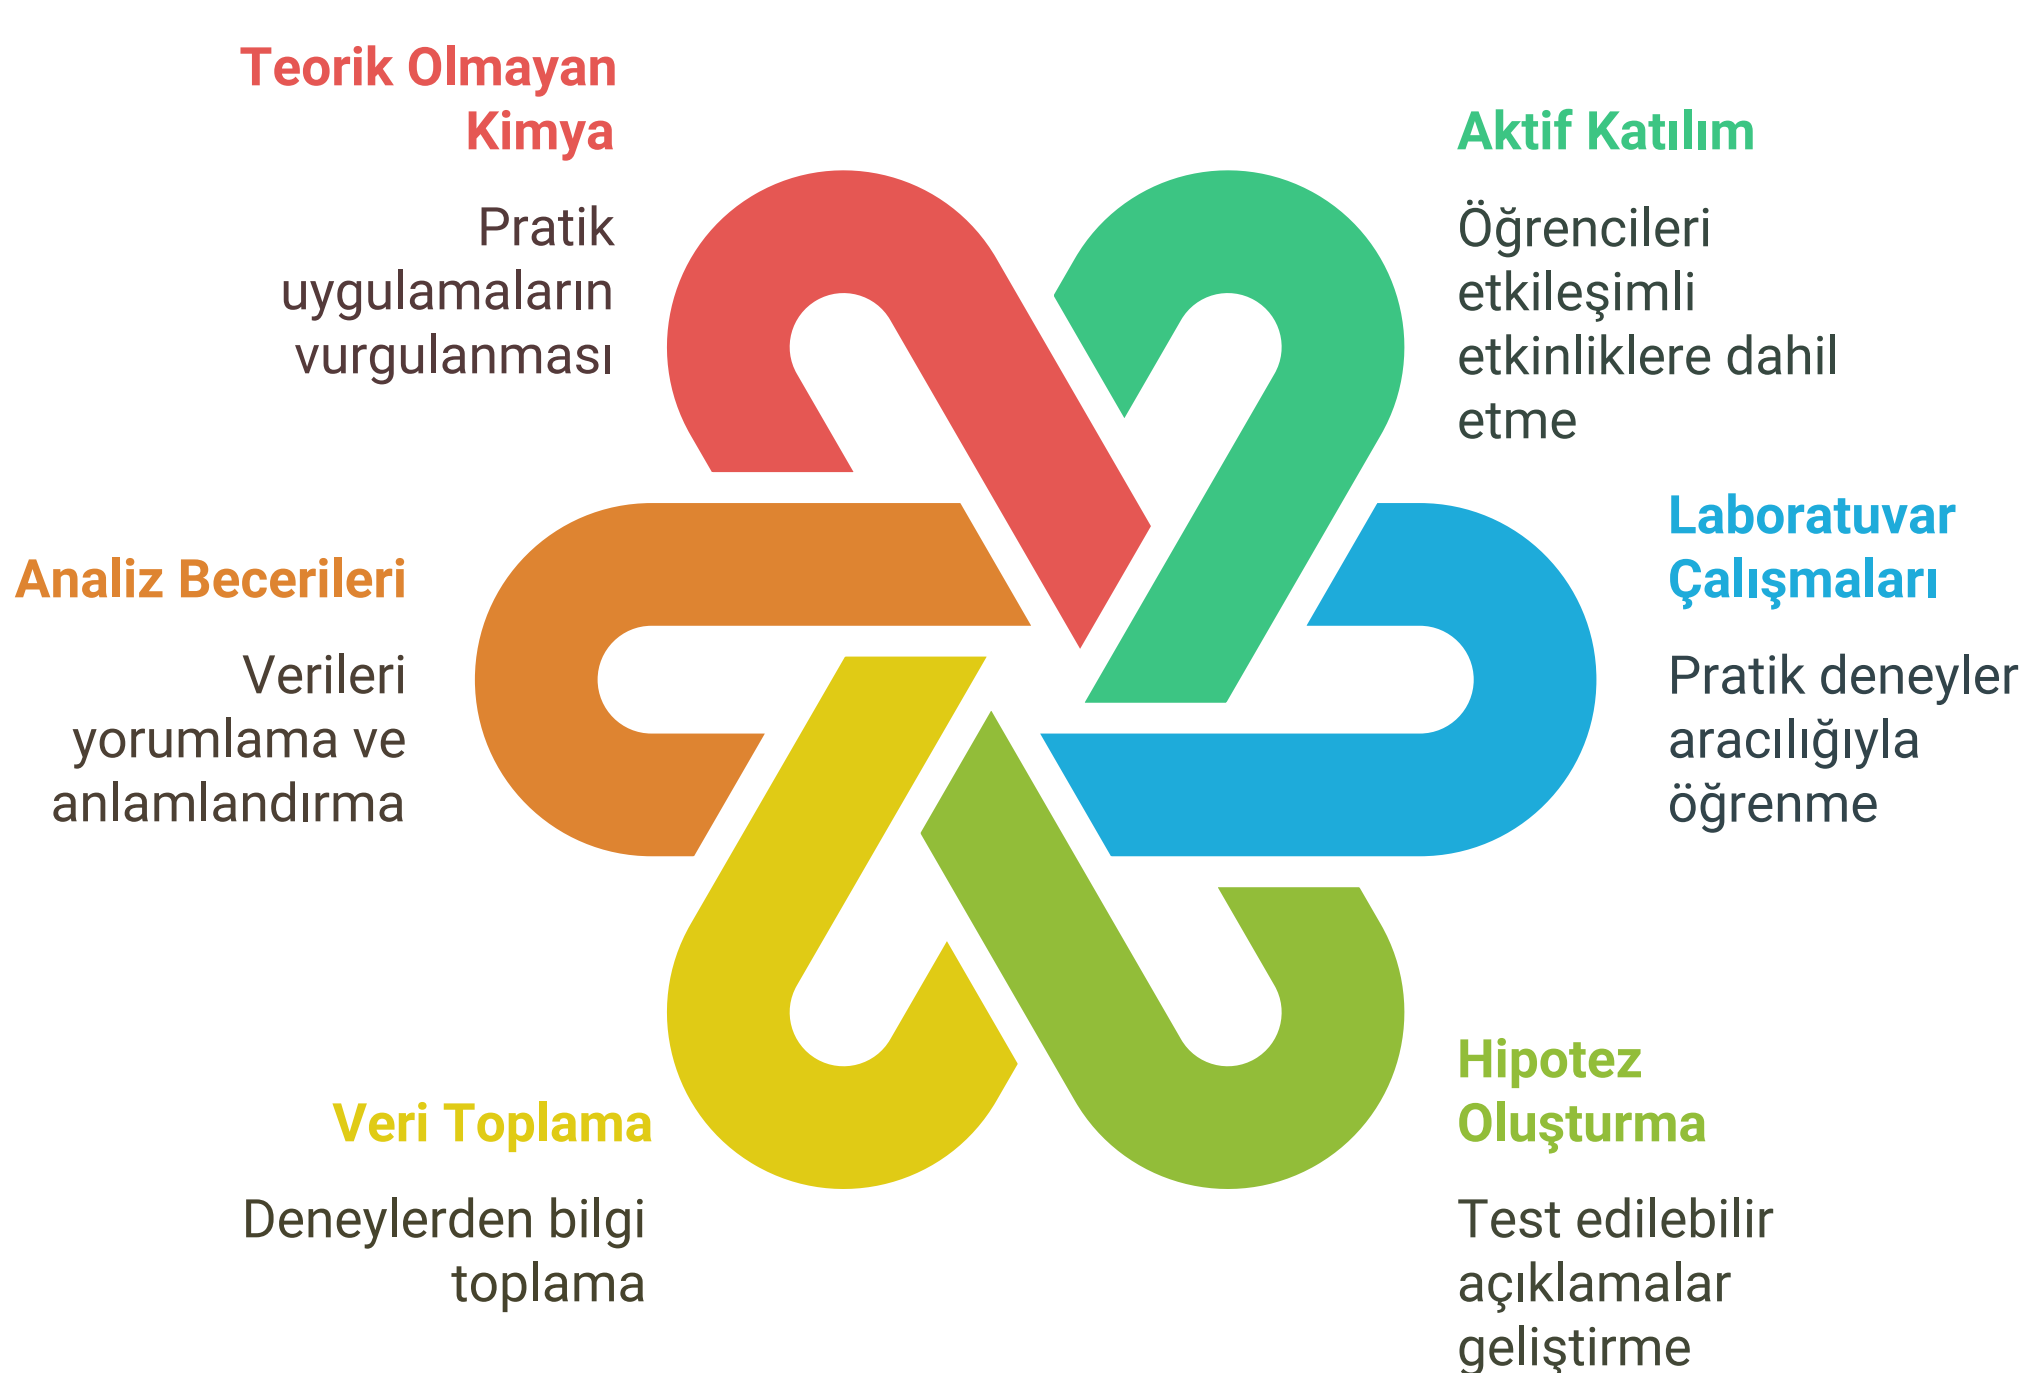 Teorik Olmayan
Kimya
Pratik
uygulamaların
vurgulanması
Aktif Katılım
Öğrencileri
etkileşimli
etkinliklere dahil
etme
Laboratuvar
Çalışmaları
Pratik deneyler
aracılığıyla
öğrenme
Analiz Becerileri
Verileri
yorumlama ve
anlamlandırma
Hipotez
Oluşturma
Test edilebilir
açıklamalar
geliştirme
Veri Toplama
Deneylerden bilgi
toplama